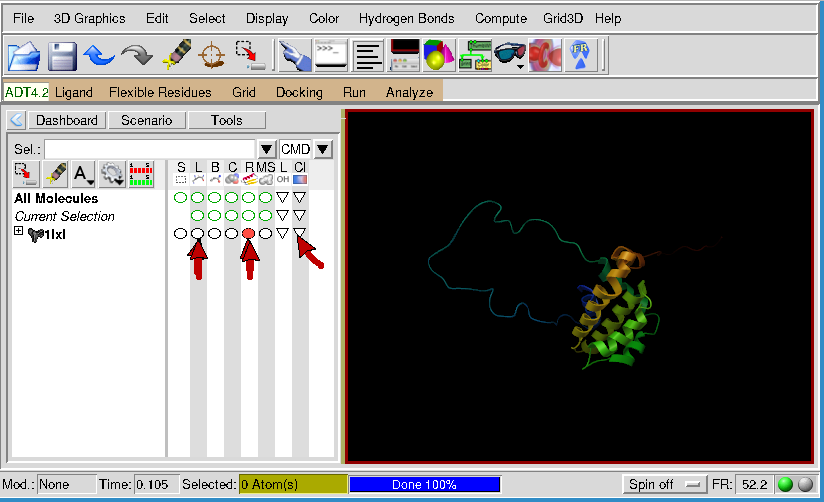 File 3D Graphics Edit Select Display Color Hydrogen Bonds Compute Grid3D Help
>>>
FR
ADT4.2 Ligand Flexible Residues Grid Docking Run Analyze
Dashboard Scenario Tools
Sel.: CMD
A S L B C R MS L Cl
OH
All Molecules
Current Selection
1lxl
Mod.: None Time: 0.105 Selected: 0 Atom(s) Done 100% Spin off FR: 52.2